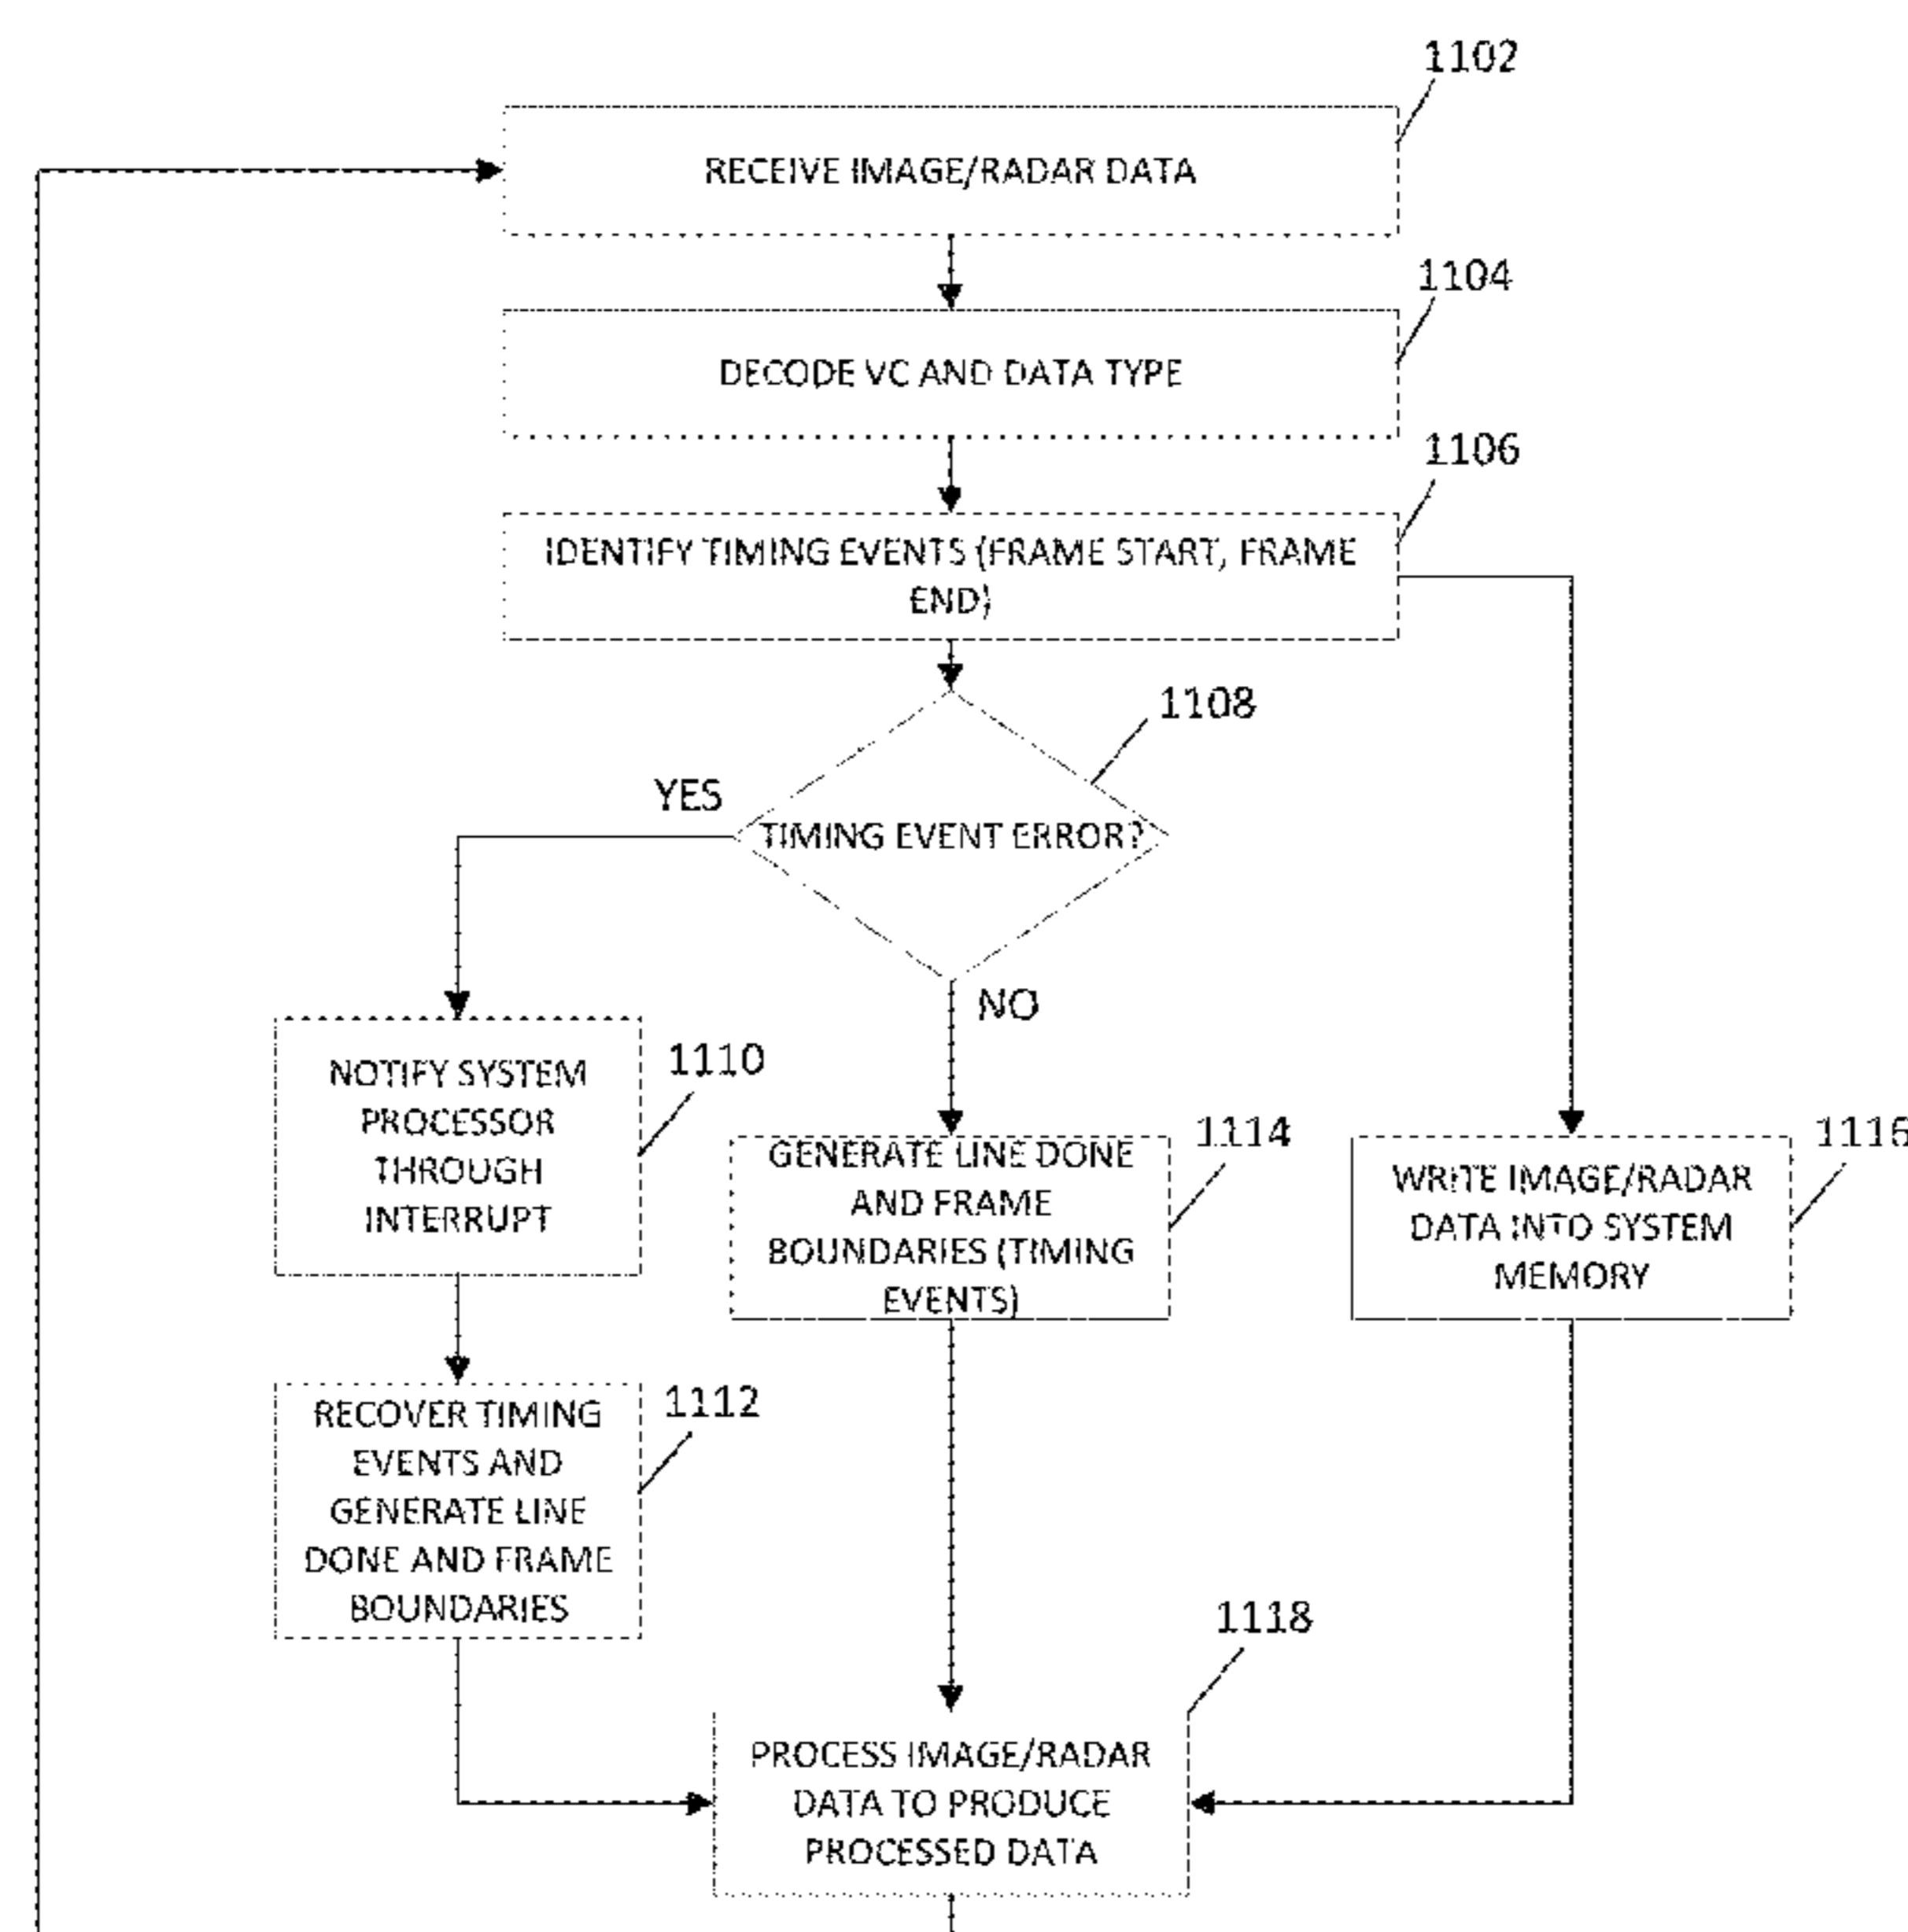 1102
RECEIVE IMAGE/RADAR DATA
1104
DECODE VC AND DATA TYPE
1106
IDENTIFY TIMING EVENTS (FRAME START, FRAME
END)
1108
YES
TIMING EVENT ERROR?
NO
1110
NOTIFY SYSTEM
PROCESSOR
THROUGH
INTERRUPT
1114
GENERATE LINE DONE
AND FRAME
BOUNDARIES (TIMING
EVENTS)
1116
WRITE IMAGE/RADAR
DATA INTO SYSTEM
MEMORY
1112
RECOVER TIMING
EVENTS AND
GENERATE LINE
DONE AND FRAME
BOUNDARIES
1118
PROCESS IMAGE/RADAR
DATA TO PRODUCE
PROCESSED DATA